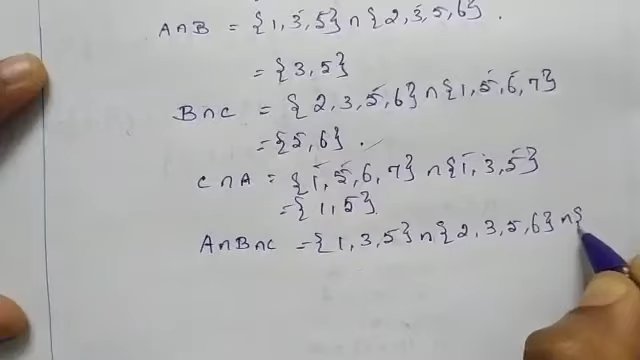 A∩B = {1,3,5} ∩ {2,3,5,6}.
= {3,5}
B∩C = {2,3,5,6} ∩ {1,5,6,7}
= {5,6}.
C∩A = {1,5,6,7} ∩ {1,3,5}
= {1,5}
A∩B∩C = {1,3,5} ∩ {2,3,5,6} ∩ {